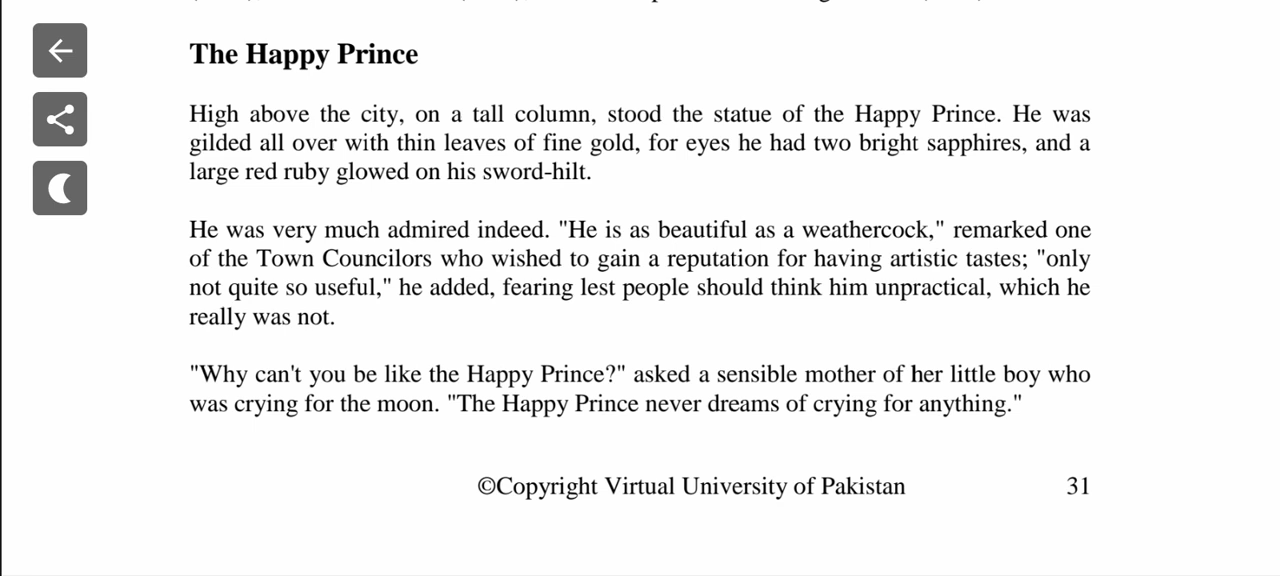 The Happy Prince
High above the city, on a tall column, stood the statue of the Happy Prince. He was
gilded all over with thin leaves of fine gold, for eyes he had two bright sapphires, and a
large red ruby glowed on his sword-hilt.
He was very much admired indeed. "He is as beautiful as a weathercock," remarked one
of the Town Councilors who wished to gain a reputation for having artistic tastes; "only
not quite so useful," he added, fearing lest people should think him unpractical, which he
really was not.
"Why can't you be like the Happy Prince?" asked a sensible mother of her little boy who
was crying for the moon. "The Happy Prince never dreams of crying for anything."
©Copyright Virtual University of Pakistan 31